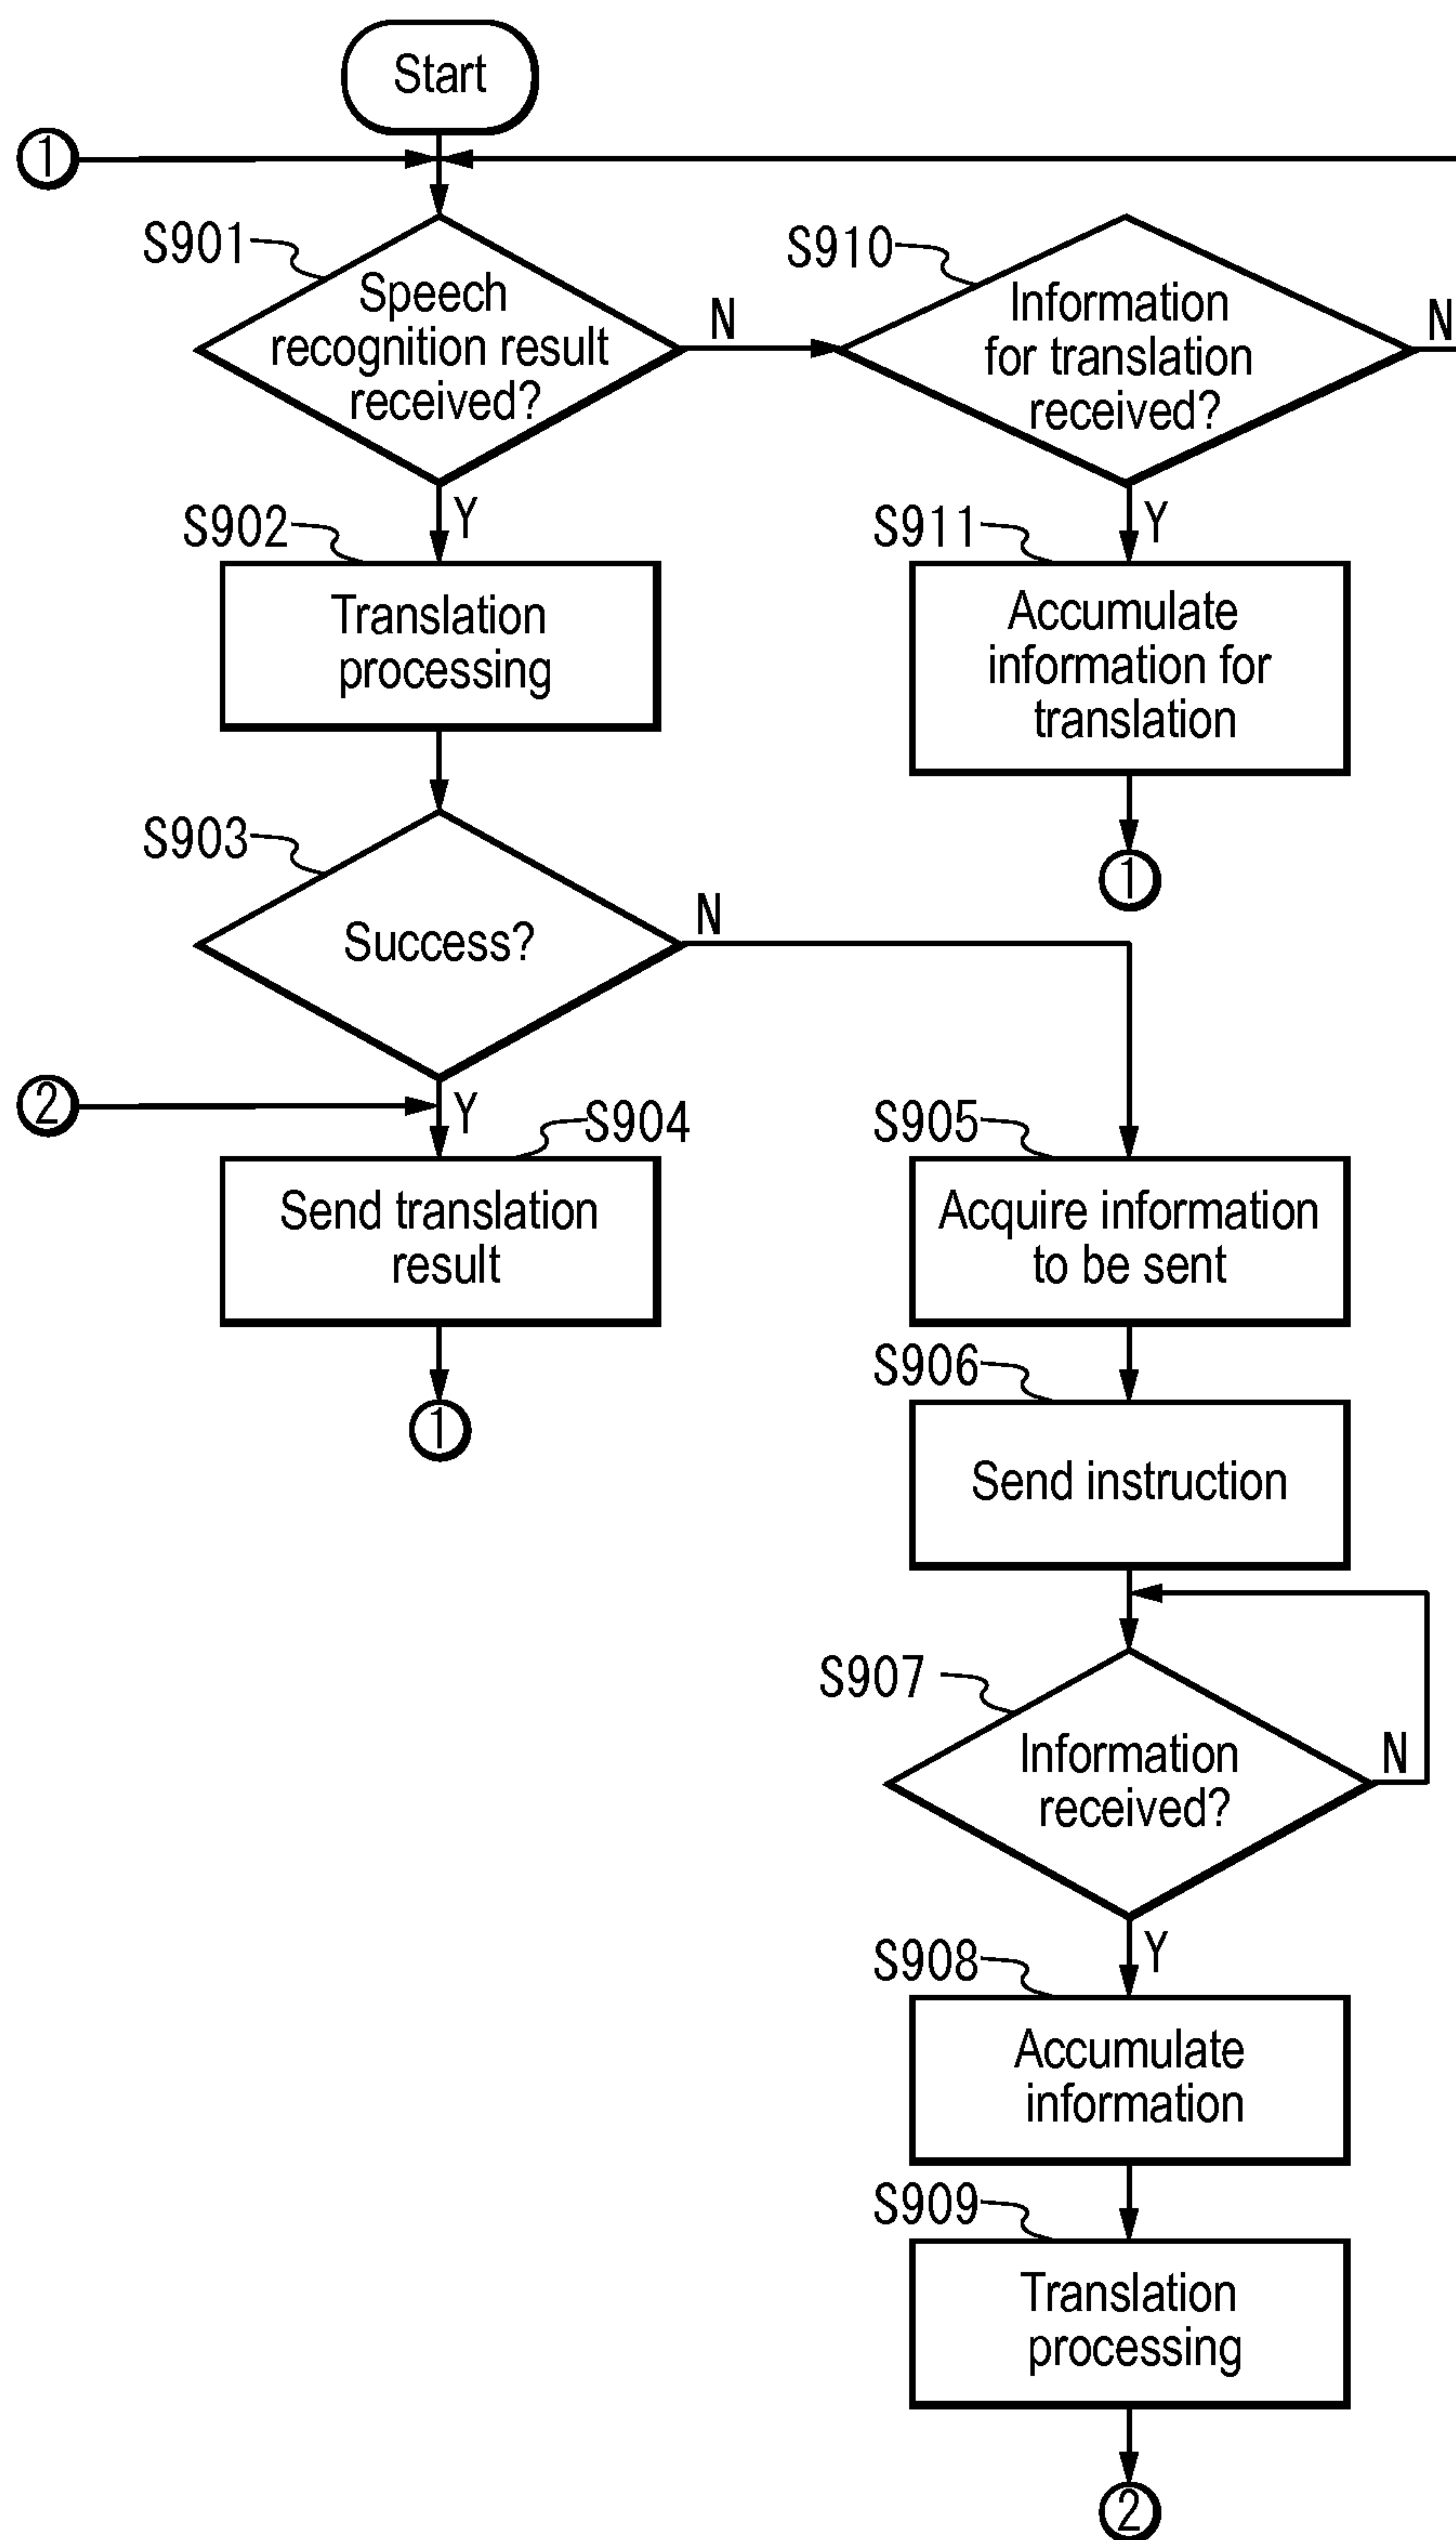 Start
1
S901
Speech
recognition result
received?
N
S910
Information
for translation
received?
N
Y
S902
Translation
processing
Y
S911
Accumulate
information for
translation
1
S903
Success?
N
2
Y
S904
Send translation
result
1
S905
Acquire information
to be sent
S906
Send instruction
S907
Information
received?
N
Y
S908
Accumulate
information
S909
Translation
processing
2